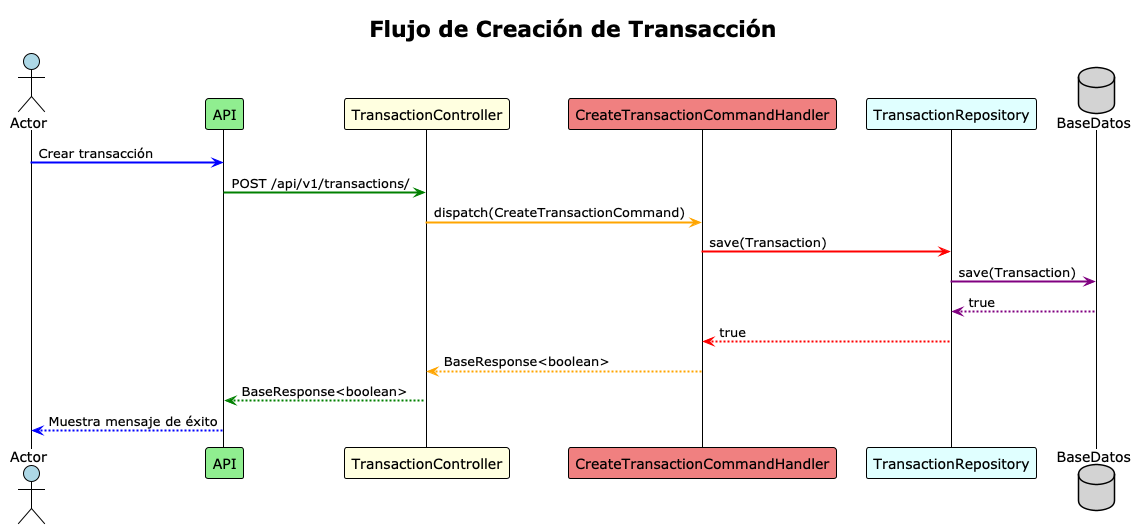 Flujo de Creación de Transacción
Actor
API
TransactionController
CreateTransactionCommandHandler
TransactionRepository
BaseDatos
Crear transacción
POST /api/v1/transactions/
dispatch(CreateTransactionCommand)
save(Transaction)
save(Transaction)
true
true
BaseResponse<boolean>
BaseResponse<boolean>
Muestra mensaje de éxito
Actor
API
TransactionController
CreateTransactionCommandHandler
TransactionRepository
BaseDatos